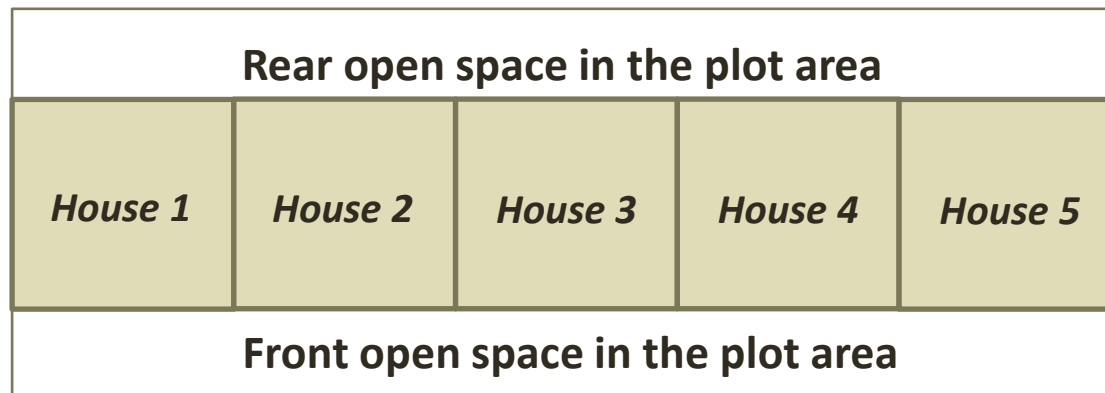 Rear open space in the plot area
House 1 House 2 House 3 House 4 House 5
Front open space in the plot area